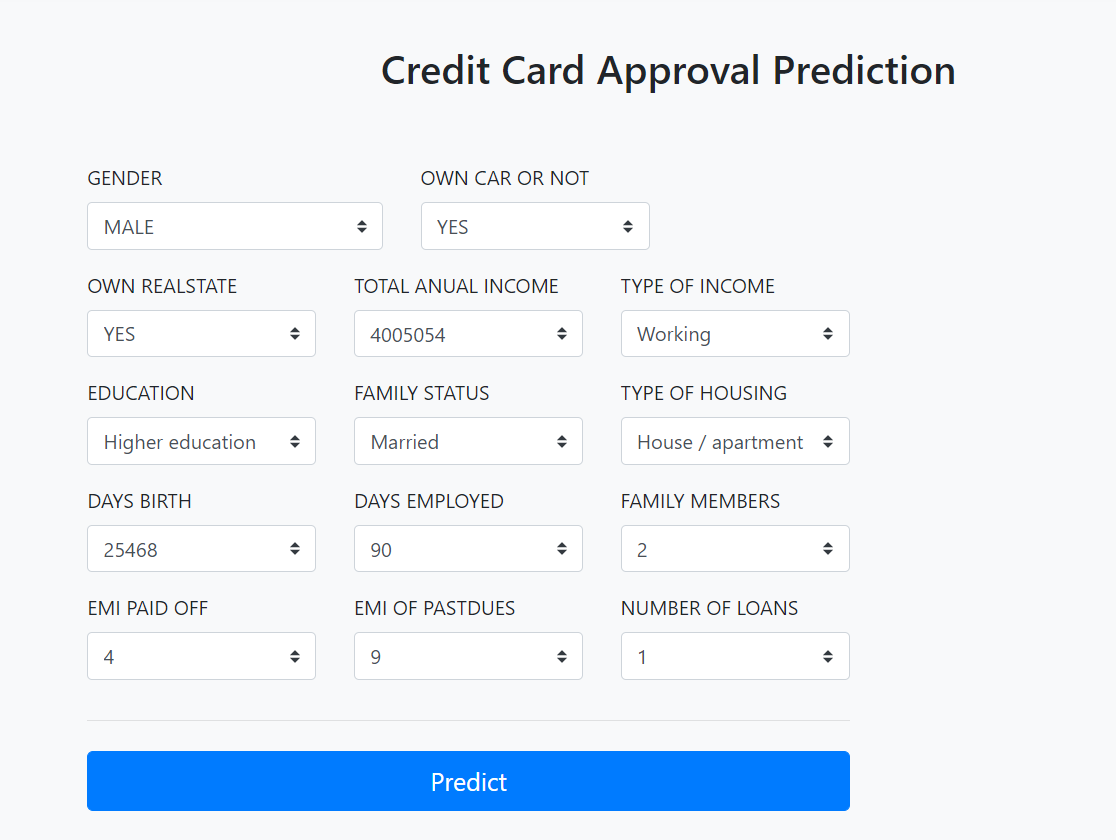 Credit Card Approval Prediction
GENDER OWN CAR OR NOT
MALE YES
OWN REALSTATE TOTAL ANUAL INCOME TYPE OF INCOME
YES 4005054 Working
EDUCATION FAMILY STATUS TYPE OF HOUSING
Higher education Married House / apartment
DAYS BIRTH DAYS EMPLOYED FAMILY MEMBERS
25468 90 2
EMI PAID OFF EMI OF PASTDUES NUMBER OF LOANS
4 9 1
Predict